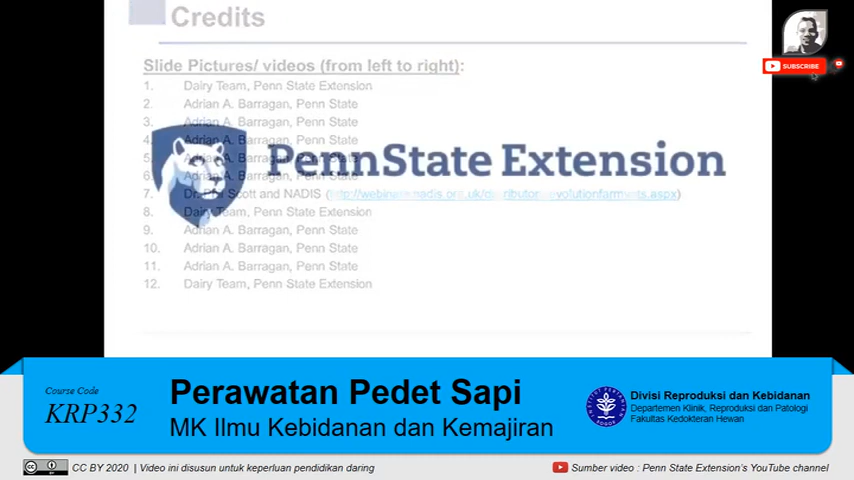 Credits
Slide Pictures/ videos (from left to right):
1. Dairy Team, Penn State Extension
2. Adrian A. Barragan, Penn State
3. Adrian A. Barragan, Penn State
4. Adrian A. Barragan, Penn State
5. Adrian A. Barragan, Penn State
6. Adrian A. Barragan, Penn State
PennState Extension
7. Dr. Phil Scott and NADIS
8. Dairy Team, Penn State Extension
9. Adrian A. Barragan, Penn State
10. Adrian A. Barragan, Penn State
11. Adrian A. Barragan, Penn State
12. Dairy Team, Penn State Extension
SUBSCRIBE
Course Code
KRP332
Perawatan Pedet Sapi
MK Ilmu Kebidanan dan Kemajiran
INSTITUT PERTANIAN BOGOR
Divisi Reproduksi dan Kebidanan
Departemen Klinik, Reproduksi dan Patologi
Fakultas Kedokteran Hewan
CC BY 2020 | Video ini disusun untuk keperluan pendidikan daring
Sumber video : Penn State Extension's YouTube channel